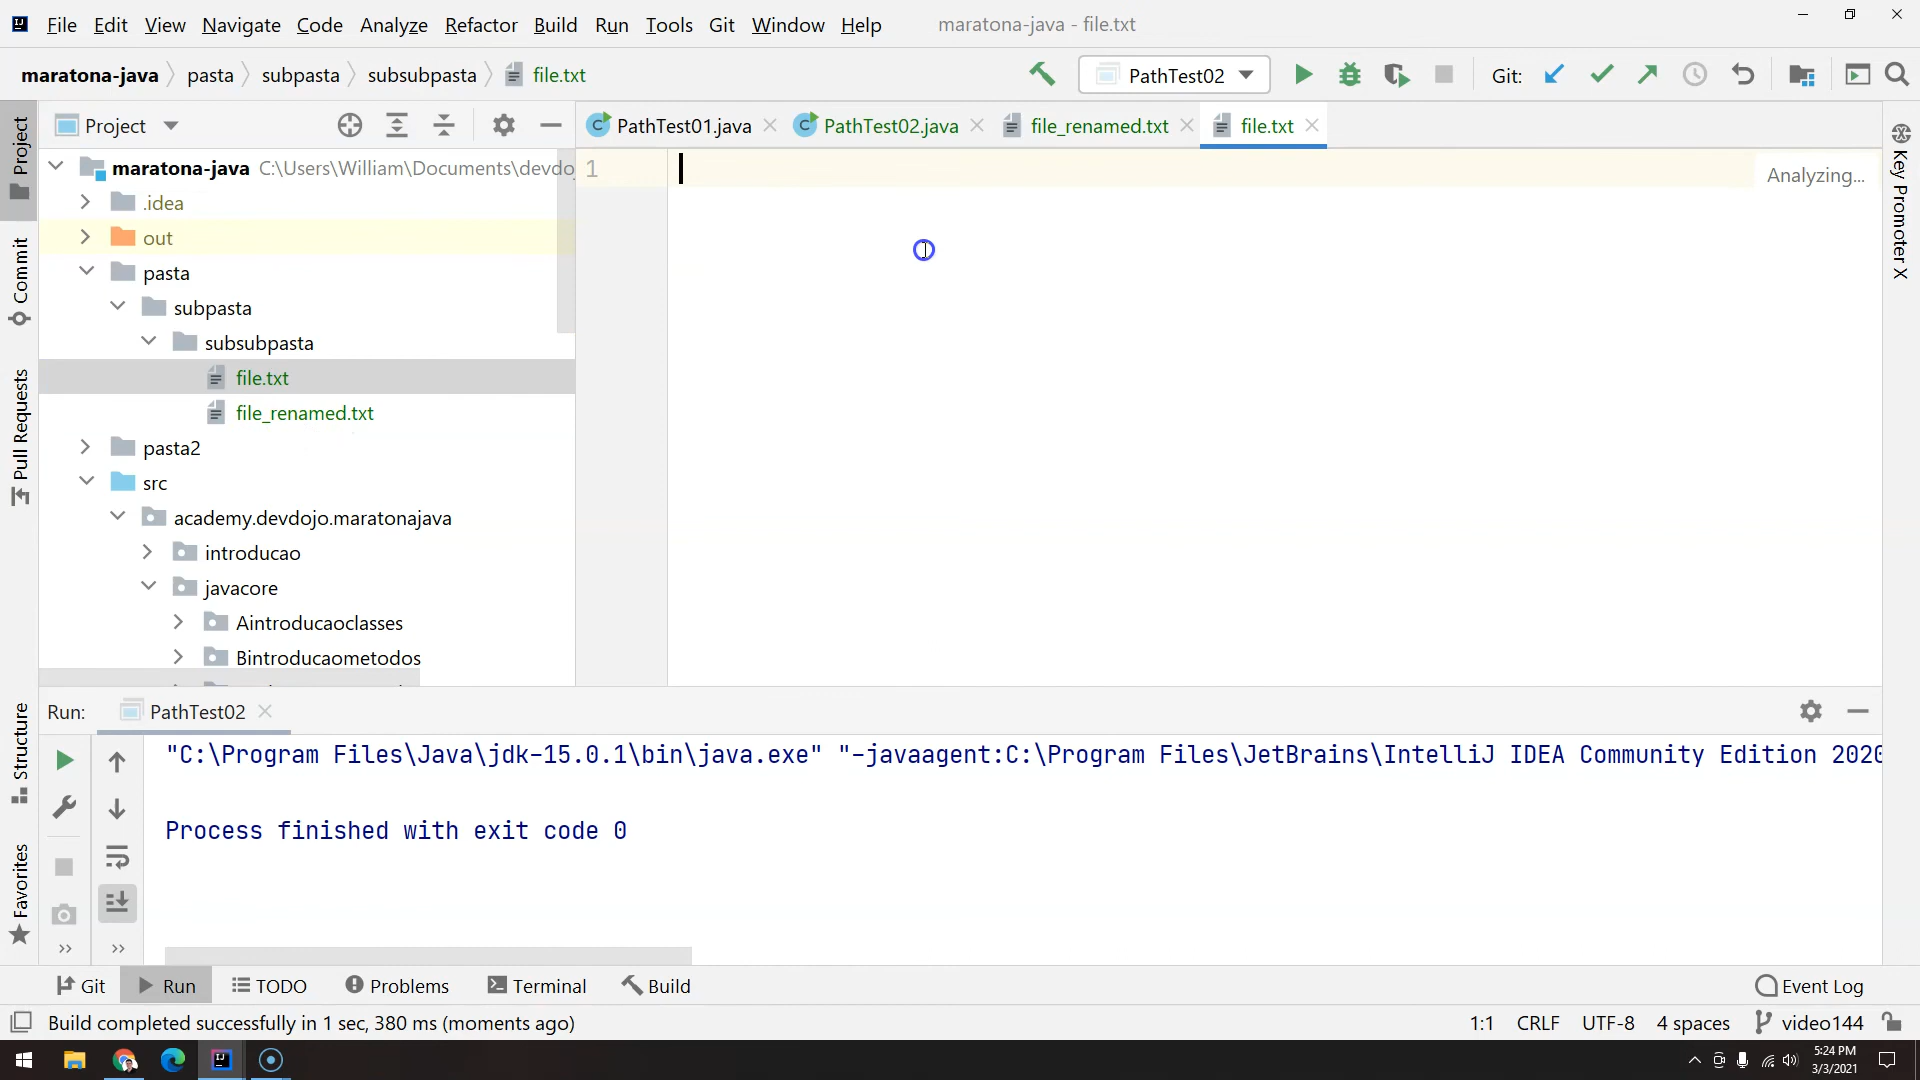 File Edit View Navigate Code Analyze Refactor Build Run Tools Git Window Help maratona-java - file.txt
maratona-java pasta subpasta subsubpasta file.txt PathTest02 Git:
Project PathTest01.java PathTest02.java file_renamed.txt file.txt
maratona-java C:\Users\William\Documents\devdo
1
Analyzing...
.idea
out
pasta
subpasta
subsubpasta
file.txt
file_renamed.txt
pasta2
src
academy.devdojo.maratonajava
introducao
javacore
Aintroducaoclasses
Bintroducaometodos
Project
Commit
Pull Requests
Structure
Favorites
Key Promoter X
Run: PathTest02
"C:\Program Files\Java\jdk-15.0.1\bin\java.exe" "-javaagent:C:\Program Files\JetBrains\IntelliJ IDEA Community Edition 2020
Process finished with exit code 0
Git Run TODO Problems Terminal Build Event Log
Build completed successfully in 1 sec, 380 ms (moments ago) 1:1 CRLF UTF-8 4 spaces video144
5:24 PM
3/3/2021